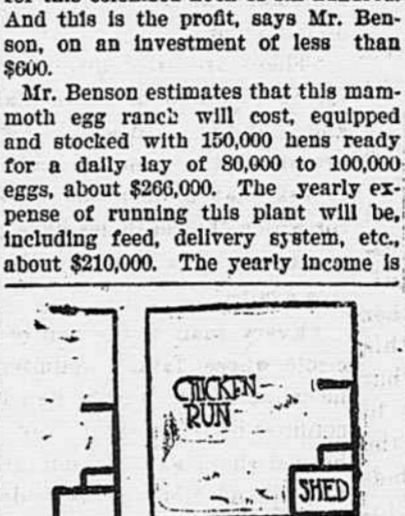 And this is the profit, says Mr. Ben-
son, on an investment of less than
$600.
Mr. Benson estimates that this mam-
moth egg ranch will cost, equipped
and stocked with 150,000 hens ready
for a daily lay of 80,000 to 100,000
eggs, about $266,000. The yearly ex-
pense of running this plant will be,
including feed, delivery system, etc.,
about $210,000. The yearly income is
CHICKEN
RUN
SHED